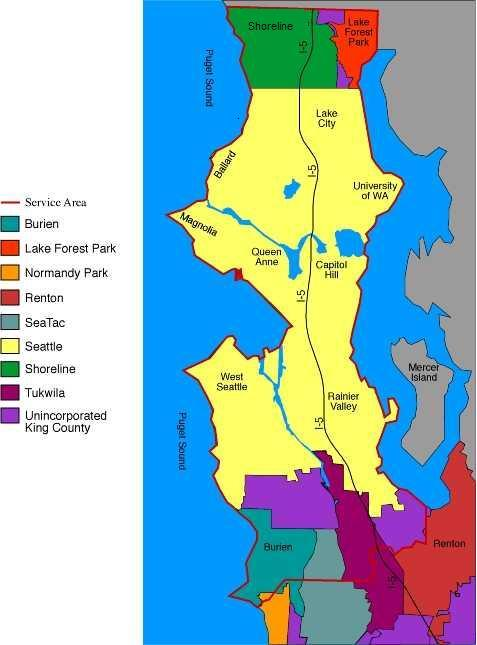 Shoreline
Lake
Forest
Park
I-5
Puget Sound
Lake
City
Ballard
I-5
University
of WA
Magnolia
Queen
Anne
Capitol
Hill
I-5
Service Area
Burien
Lake Forest Park
Normandy Park
Renton
SeaTac
Seattle
Shoreline
Tukwila
Unincorporated
King County
West
Seattle
Mercer
Island
Rainier
Valley
I-5
Puget Sound
Burien
Renton
I-5